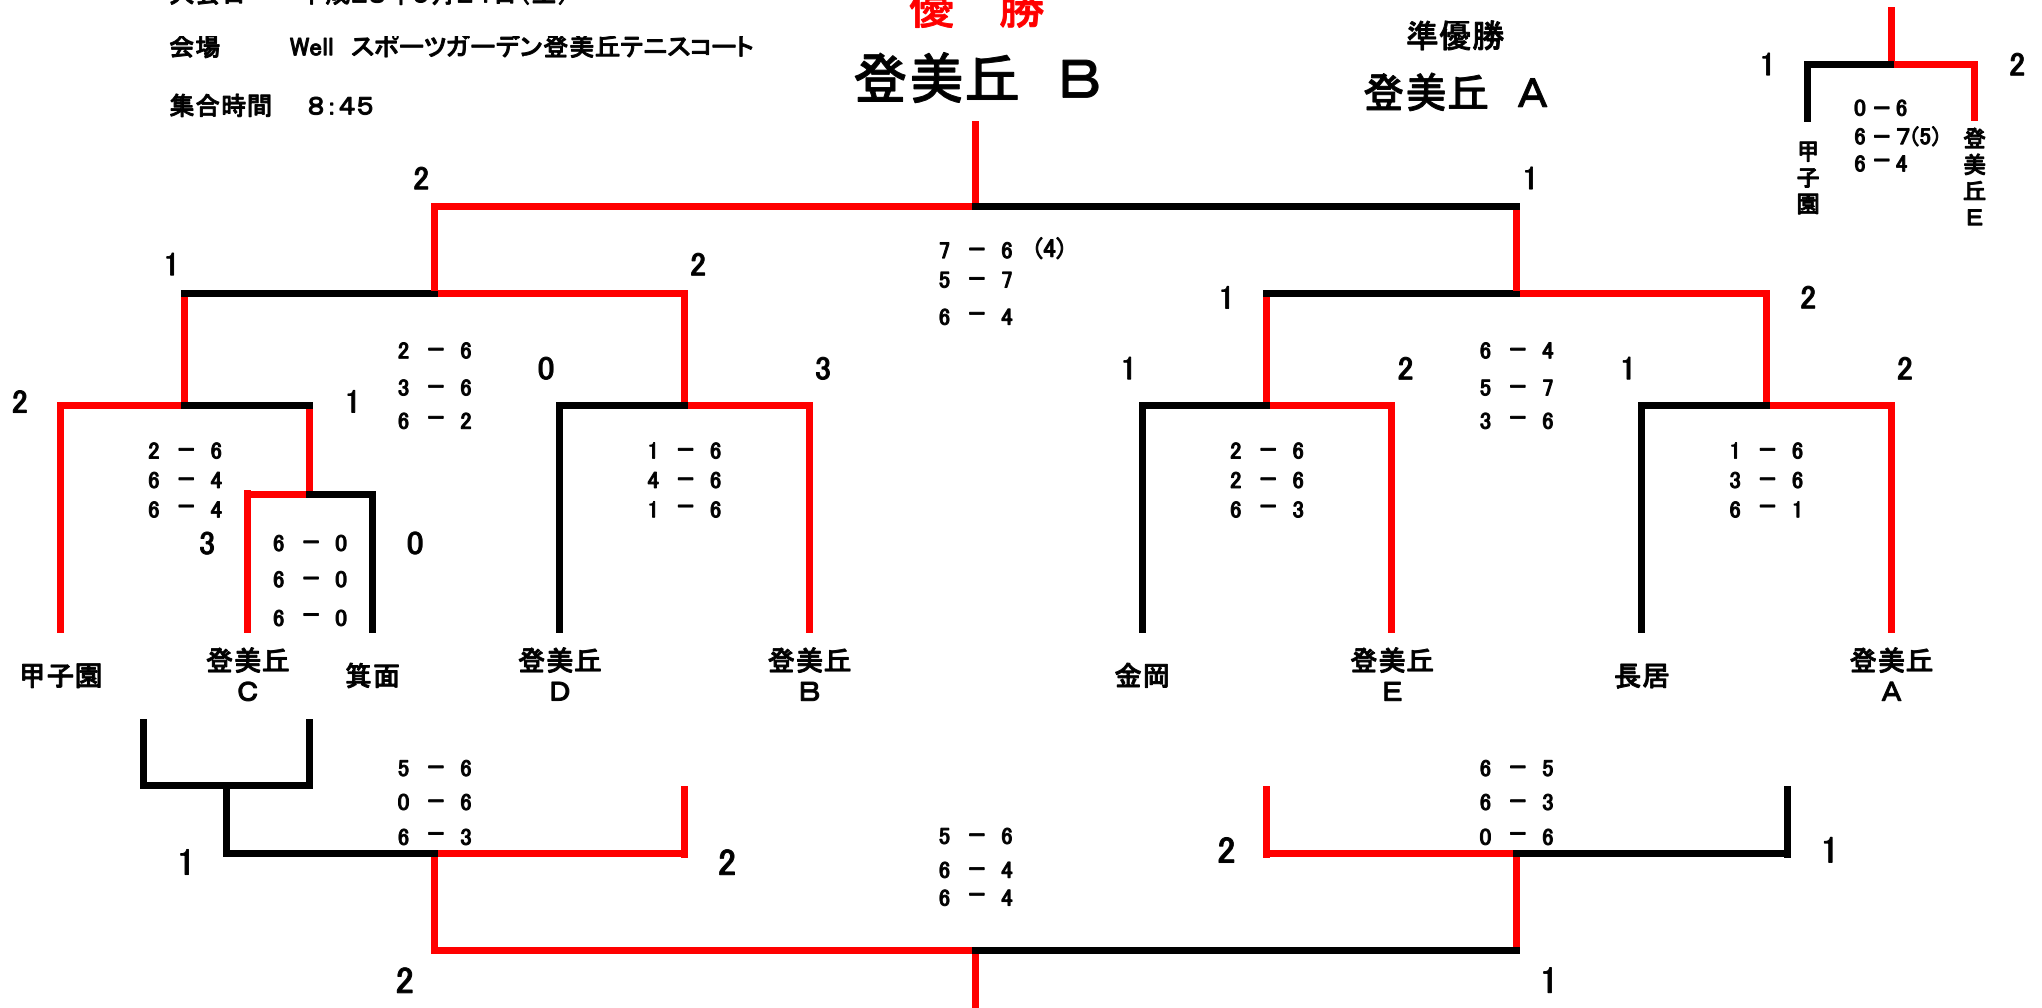 優 勝
準優勝
会場 Well スポーツガーデン登美丘テニスコート
登美丘 B
登美丘 A
集合時間 8:45
1 2
0－6
6－7(5)
6－4
甲子園
登美丘E
2 1
7 － 6 (4)
5 － 7
6 － 4
1 2
1 2
2 － 6
3 － 6
6 － 2
6 － 4
5 － 7
3 － 6
2 1
0 3
1 2
1 2
2 － 6
6 － 4
6 － 4
1 － 6
4 － 6
1 － 6
2 － 6
2 － 6
6 － 3
1 － 6
3 － 6
6 － 1
3 0
6 － 0
6 － 0
6 － 0
甲子園
登美丘
C
箕面
登美丘
D
登美丘
B
金岡
登美丘
E
長居
登美丘
A
5 － 6
0 － 6
6 － 3
6 － 5
6 － 3
0 － 6
1 2
2 1
5 － 6
6 － 4
6 － 4
2 1